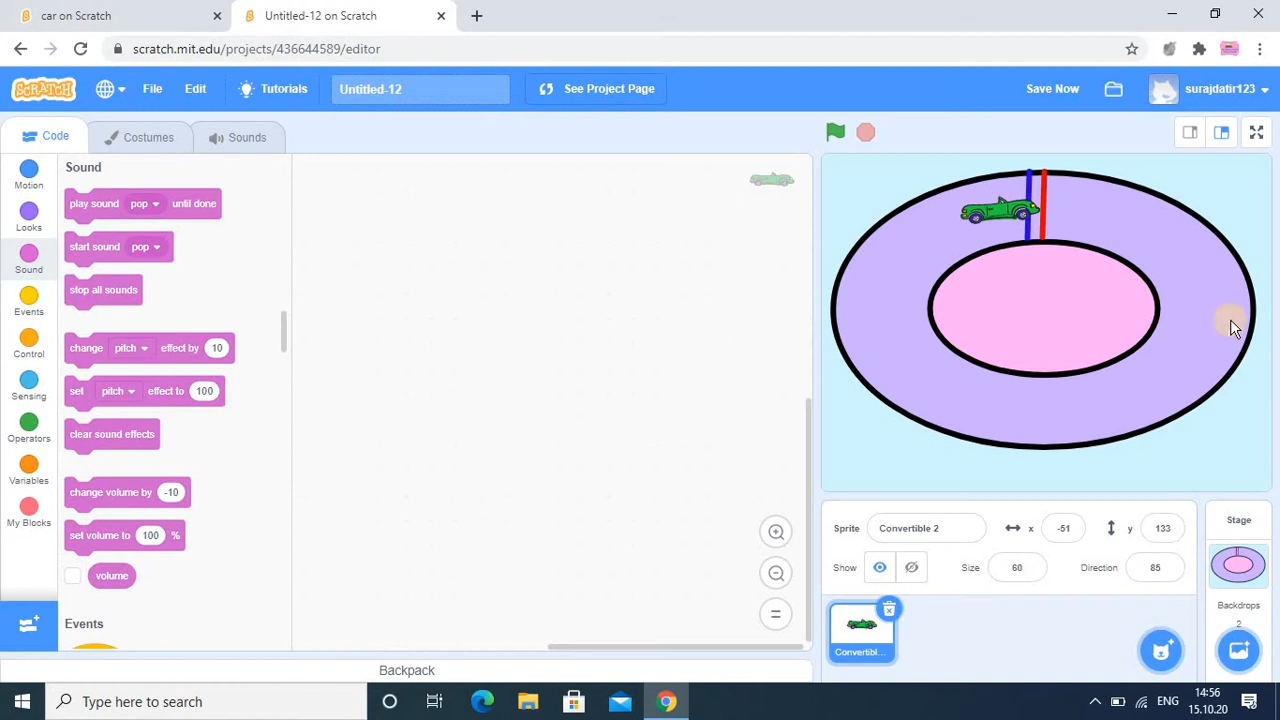 car on Scratch
Untitled-12 on Scratch
scratch.mit.edu/projects/436644589/editor
SCRATCH
File
Edit
Tutorials
Untitled-12
See Project Page
Save Now
surajdatir123
Code
Costumes
Sounds
Motion
Looks
Sound
Events
Control
Sensing
Operators
Variables
My Blocks
Sound
play sound pop until done
start sound pop
stop all sounds
change pitch effect by 10
set pitch effect to 100
clear sound effects
change volume by -10
set volume to 100 %
volume
Events
Sprite Convertible 2 x -51 y 133
Show Size 60 Direction 85
Convertibl...
Stage
Backdrops
2
Backpack
Type here to search
ENG
14:56
15.10.20